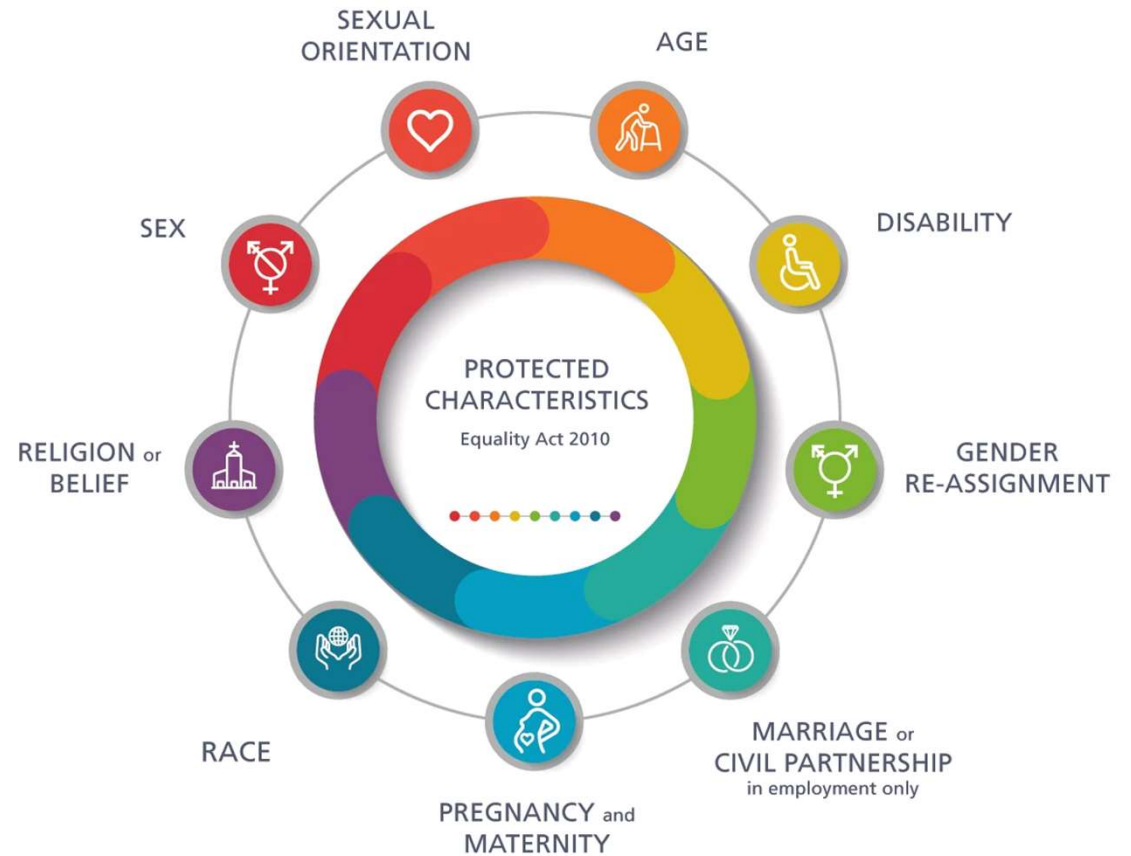 SEXUAL
ORIENTATION
AGE
DISABILITY
GENDER
RE-ASSIGNMENT
MARRIAGE or
CIVIL PARTNERSHIP
in employment only
PREGNANCY and
MATERNITY
RACE
RELIGION or
BELIEF
SEX
PROTECTED
CHARACTERISTICS
Equality Act 2010